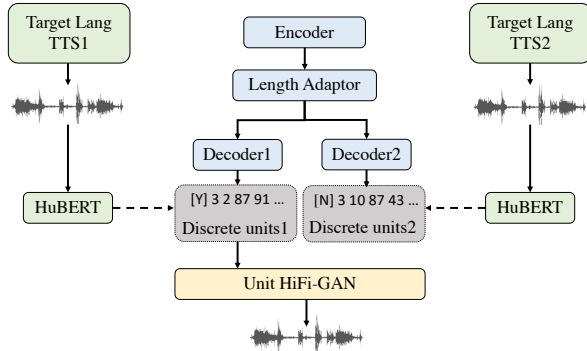 Target Lang
TTS1
Encoder
Target Lang
TTS2
Length Adaptor
Decoder1
Decoder2
HuBERT
[Y] 3 2 87 91 ...
Discrete units1
[N] 3 10 87 43 ...
Discrete units2
HuBERT
Unit HiFi-GAN